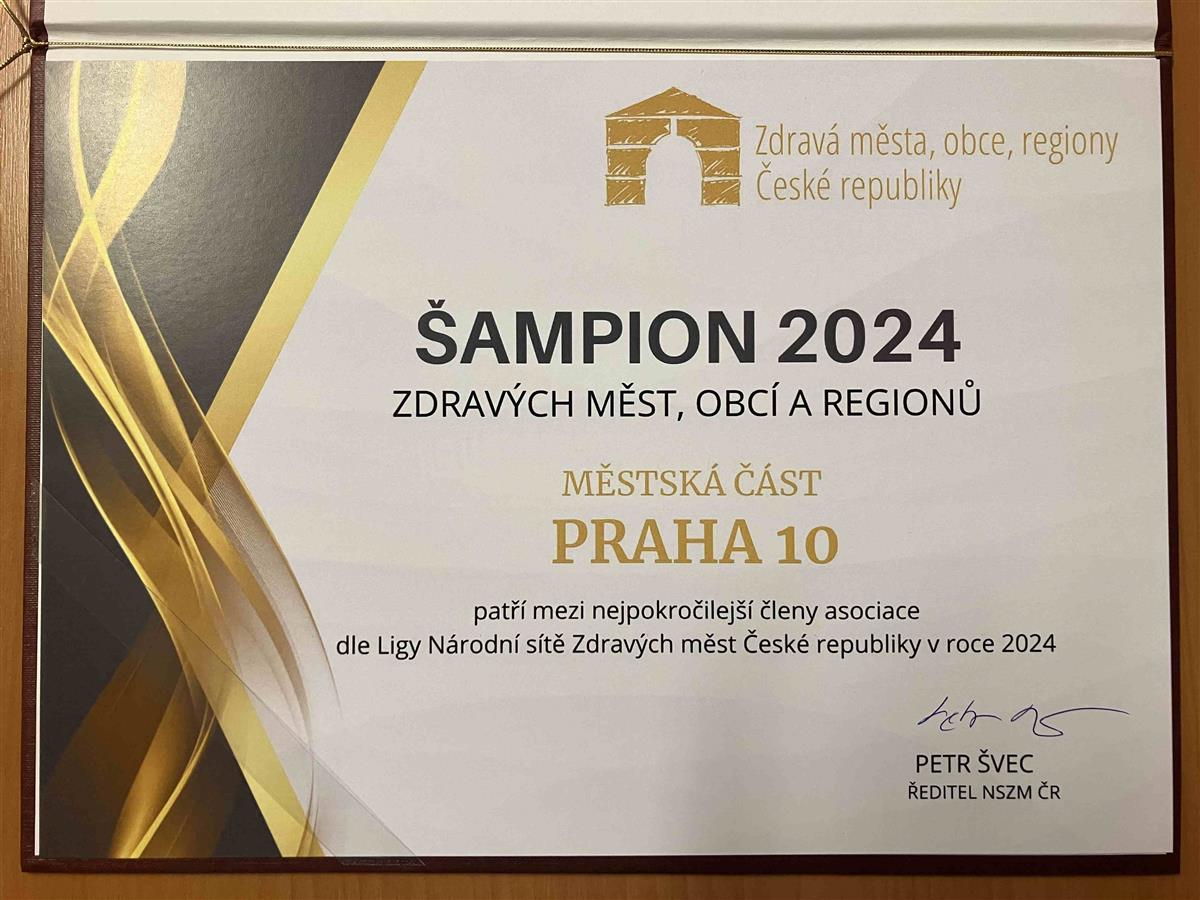 Zdravá města, obce, regiony
České republiky
ŠAMPION 2024
ZDRAVÝCH MĚST, OBCÍ A REGIONŮ
MĚSTSKÁ ČÁST
PRAHA 10
patří mezi nejpokročilejší členy asociace
dle Ligy Národní sítě Zdravých měst České republiky v roce 2024
PETR ŠVEC
ŘEDITEL NSZM ČR